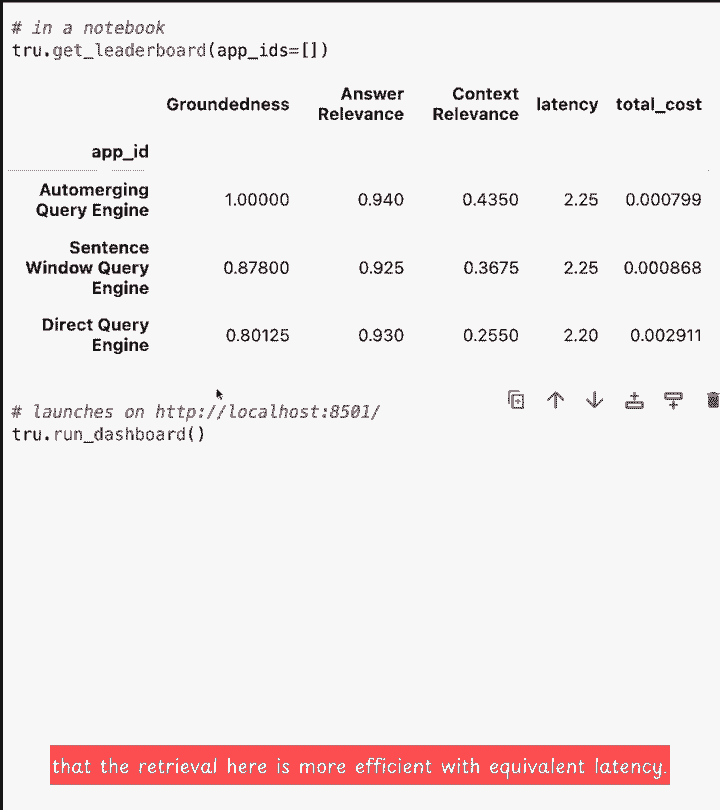 # in a notebook
tru.get_leaderboard(app_ids=[])
Groundedness Answer Relevance Context Relevance latency total_cost
app_id
Automerging Query Engine 1.00000 0.940 0.4350 2.25 0.000799
Sentence Window Query Engine 0.87800 0.925 0.3675 2.25 0.000868
Direct Query Engine 0.80125 0.930 0.2550 2.20 0.002911
# launches on http://localhost:8501/
tru.run_dashboard()
that the retrieval here is more efficient with equivalent latency.